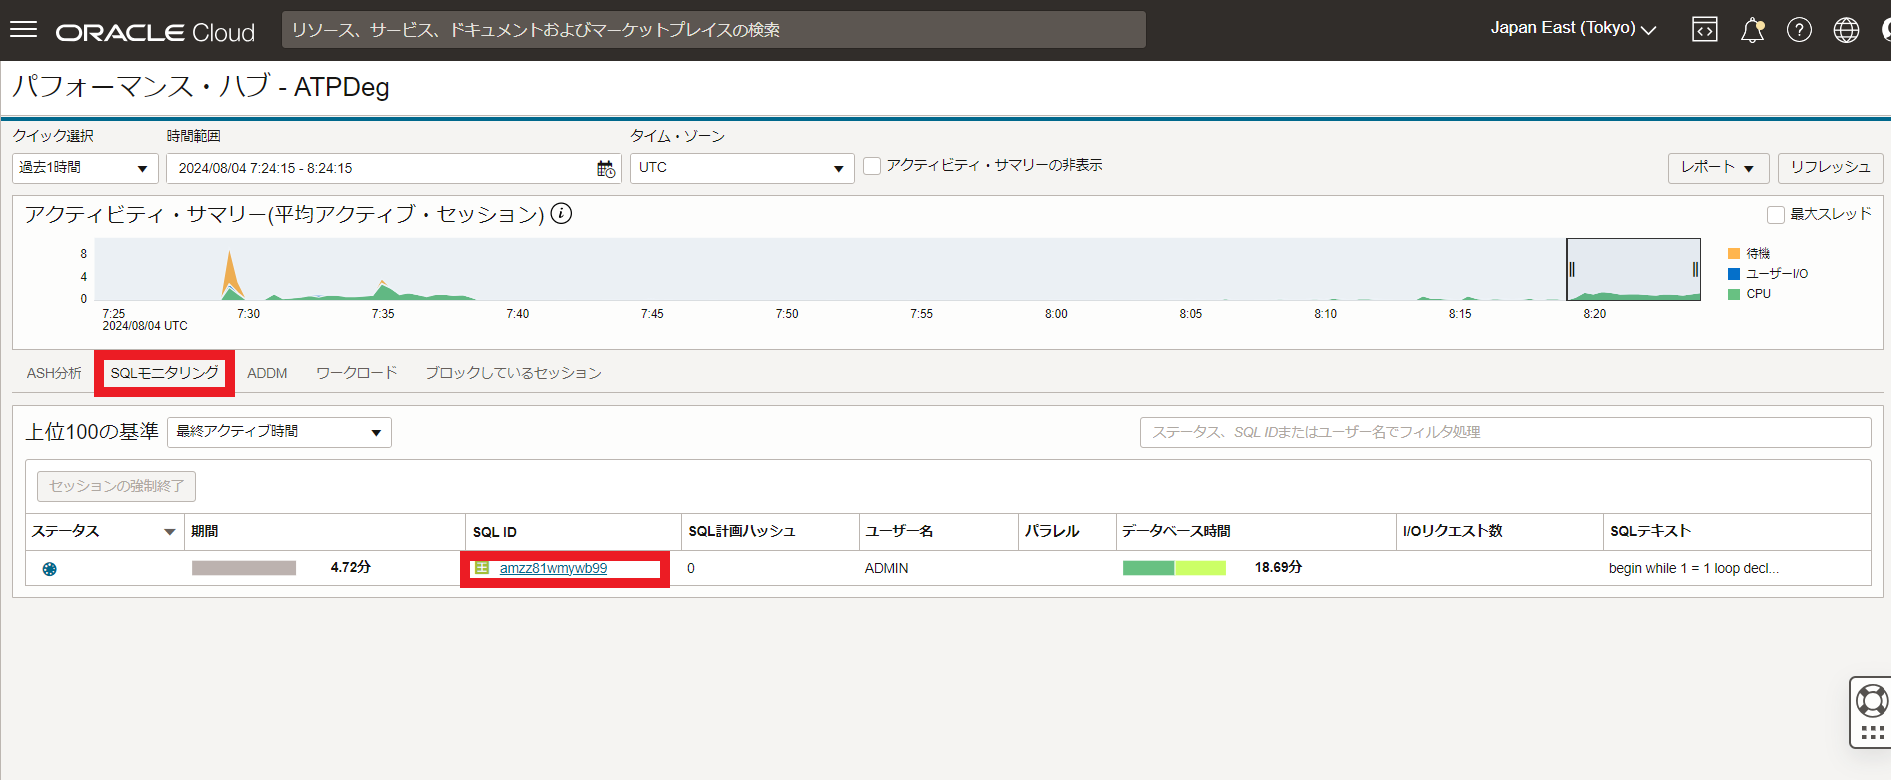 ORACLE Cloud
リソース、サービス、ドキュメントおよびマーケットプレイスの検索
Japan East (Tokyo)
パフォーマンス・ハブ - ATPDeg
クイック選択
時間範囲
タイム・ゾーン
過去1時間
2024/08/04 7:24:15 - 8:24:15
UTC
アクティビティ・サマリーの非表示
レポート
リフレッシュ
アクティビティ・サマリー(平均アクティブ・セッション)
最大スレッド
8
4
0
待機
ユーザーI/O
CPU
7:25
7:30
7:35
7:40
7:45
7:50
7:55
8:00
8:05
8:10
8:15
8:20
2024/08/04 UTC
ASH分析
SQLモニタリング
ADDM
ワークロード
ブロックしているセッション
上位100の基準
最終アクティブ時間
ステータス、SQL IDまたはユーザー名でフィルタ処理
セッションの強制終了
ステータス
期間
SQL ID
SQL計画ハッシュ
ユーザー名
パラレル
データベース時間
I/Oリクエスト数
SQLテキスト
4.72分
amzz81wmywb99
0
ADMIN
18.69分
begin while 1 = 1 loop decl...